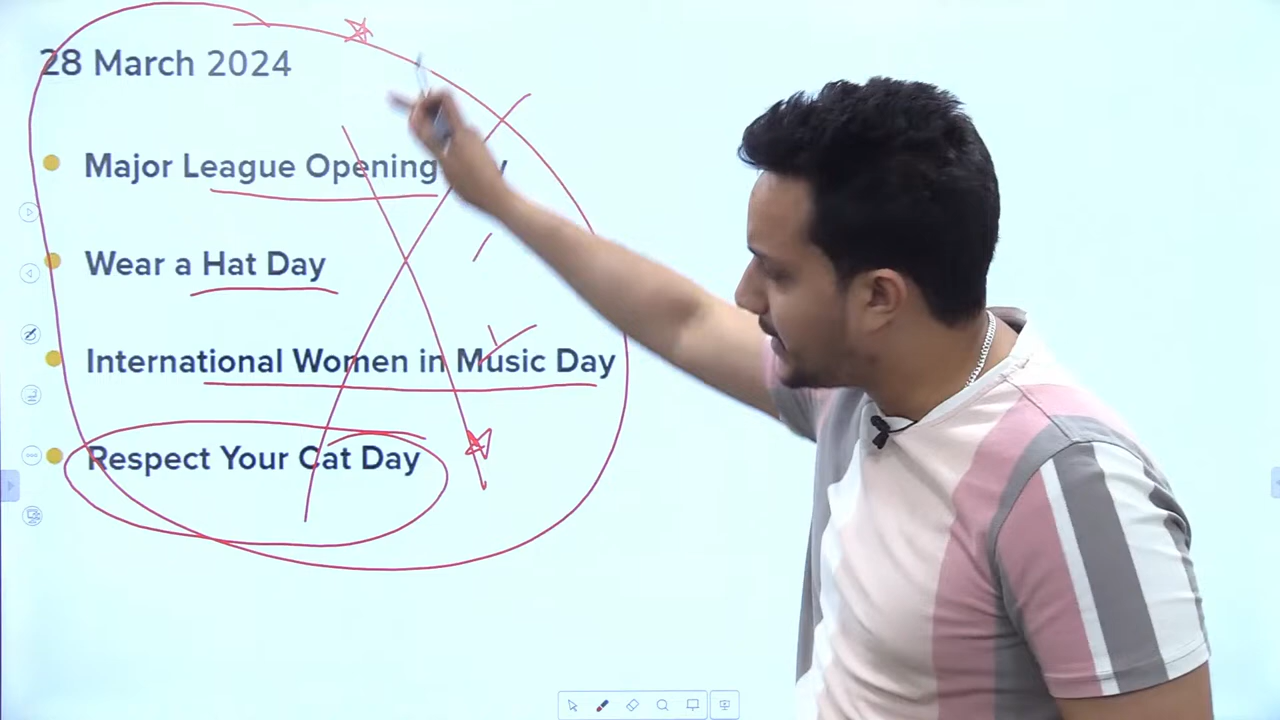 28 March 2024
Major League Opening
Wear a Hat Day
International Women in Music Day
Respect Your Cat Day